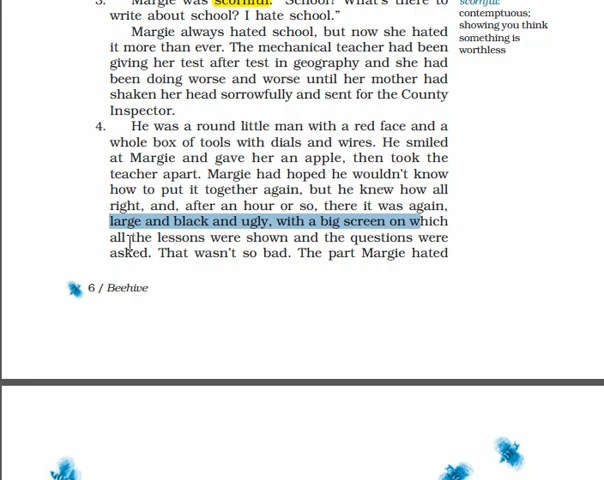 3. Margie was scornful. "School? What's there to
write about school? I hate school."
Margie always hated school, but now she hated
it more than ever. The mechanical teacher had been
giving her test after test in geography and she had
been doing worse and worse until her mother had
shaken her head sorrowfully and sent for the County
Inspector.
4. He was a round little man with a red face and a
whole box of tools with dials and wires. He smiled
at Margie and gave her an apple, then took the
teacher apart. Margie had hoped he wouldn't know
how to put it together again, but he knew how all
right, and, after an hour or so, there it was again,
large and black and ugly, with a big screen on which
all the lessons were shown and the questions were
asked. That wasn't so bad. The part Margie hated
scornful:
contemptuous;
showing you think
something is
worthless
6 / Beehive